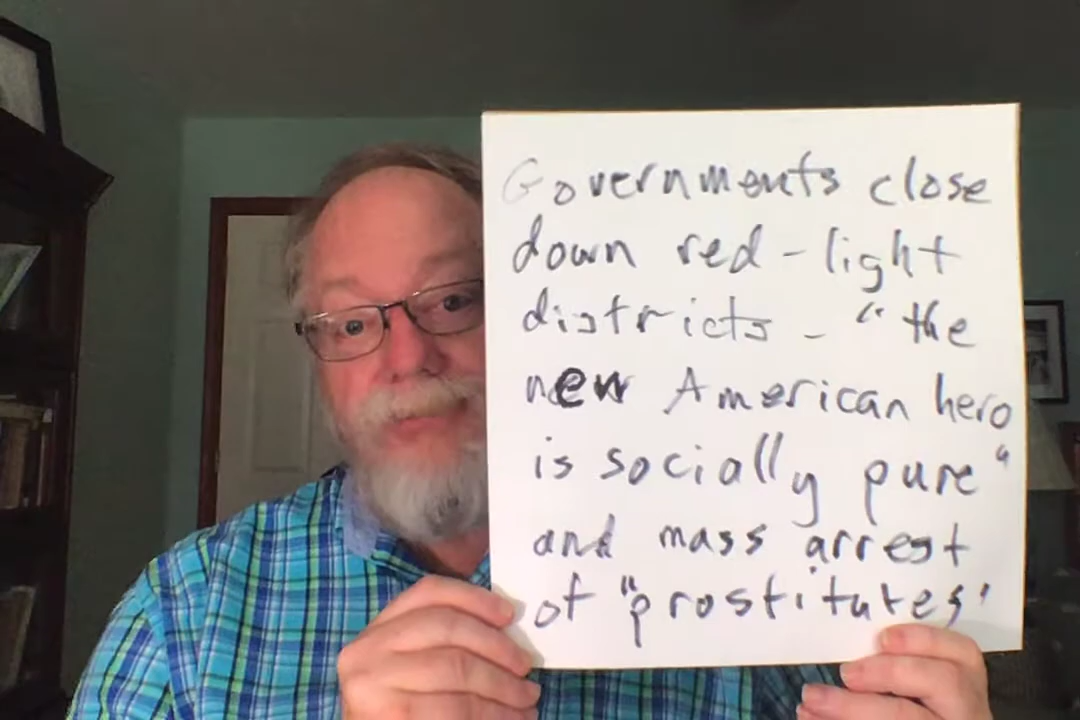 Governments close
down red-light
districts - "the
new American hero
is socially pure"
and mass arrest
of "prostitutes"